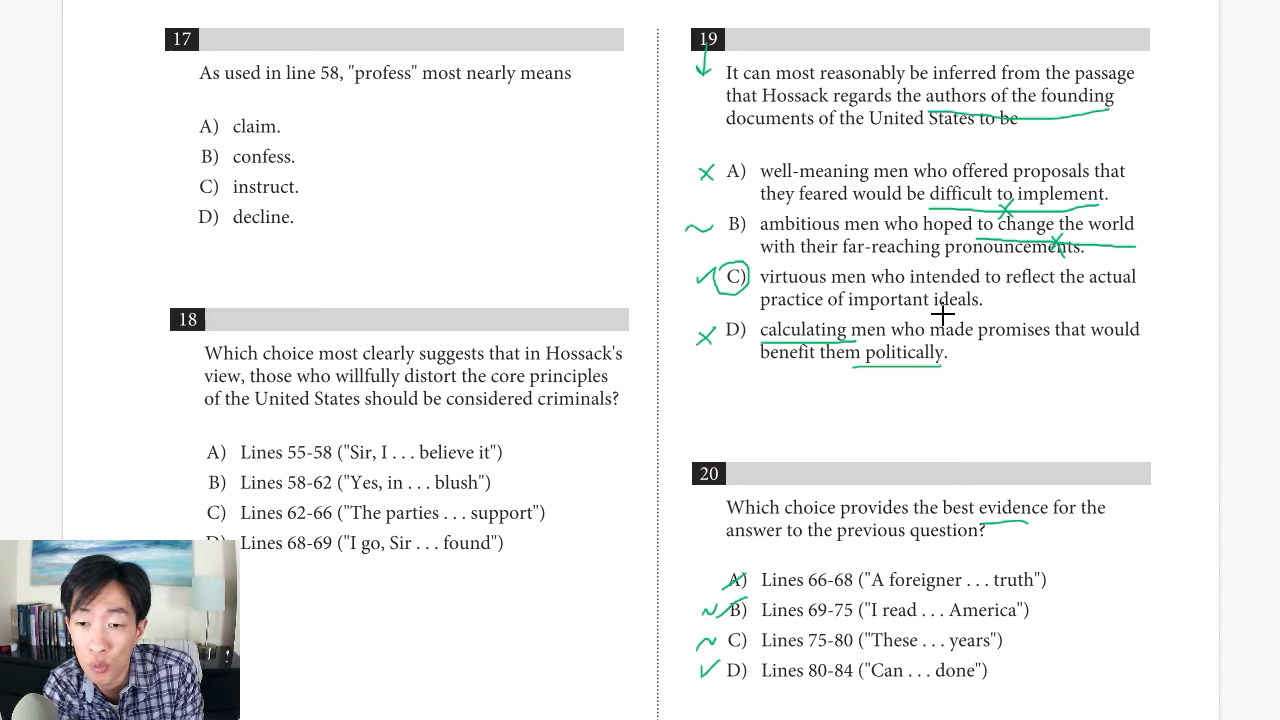 17
As used in line 58, "profess" most nearly means
A) claim.
B) confess.
C) instruct.
D) decline.
18
Which choice most clearly suggests that in Hossack's
view, those who willfully distort the core principles
of the United States should be considered criminals?
A) Lines 55-58 ("Sir, I . . . believe it")
B) Lines 58-62 ("Yes, in . . . blush")
C) Lines 62-66 ("The parties . . . support")
D) Lines 68-69 ("I go, Sir . . . found")
19
It can most reasonably be inferred from the passage
that Hossack regards the authors of the founding
documents of the United States to be
A) well-meaning men who offered proposals that
they feared would be difficult to implement.
B) ambitious men who hoped to change the world
with their far-reaching pronouncements.
C) virtuous men who intended to reflect the actual
practice of important ideals.
D) calculating men who made promises that would
benefit them politically.
20
Which choice provides the best evidence for the
answer to the previous question?
A) Lines 66-68 ("A foreigner . . . truth")
B) Lines 69-75 ("I read . . . America")
C) Lines 75-80 ("These . . . years")
D) Lines 80-84 ("Can . . . done")